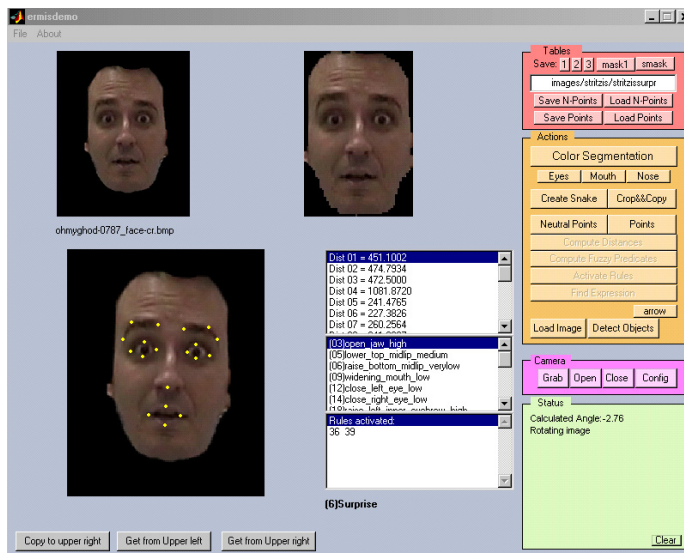 ermisdemo
File About
ohmyghod-0787_face-cr.bmp
Dist 01 = 451.1002
Dist 02 = 474.7934
Dist 03 = 472.5000
Dist 04 = 1081.8720
Dist 05 = 241.4765
Dist 06 = 227.3826
Dist 07 = 260.2564
(03)open_jaw_high
(05)lower_top_midlip_medium
(06)raise_bottom_midlip_verylow
(09)widening_mouth_low
(12)close_left_eye_low
(14)close_right_eye_low
(18)raise_left_inner_eyebrow_high
Rules activated:
36 39
(6)Surprise
Copy to upper right Get from Upper left Get from Upper right
Tables
Save: 1 2 3 mask1 smask
images/stritzis/stritzissurpr
Save N-Points Load N-Points
Save Points Load Points
Actions
Color Segmentation
Eyes Mouth Nose
Create Snake Crop&&Copy
Neutral Points Points
Compute Distances
Compute Fuzzy Predicates
Activate Rules
Find Expression
arrow
Load Image Detect Objects
Camera
Grab Open Close Config
Status
Calculated Angle:-2.76
Rotating image
Clear